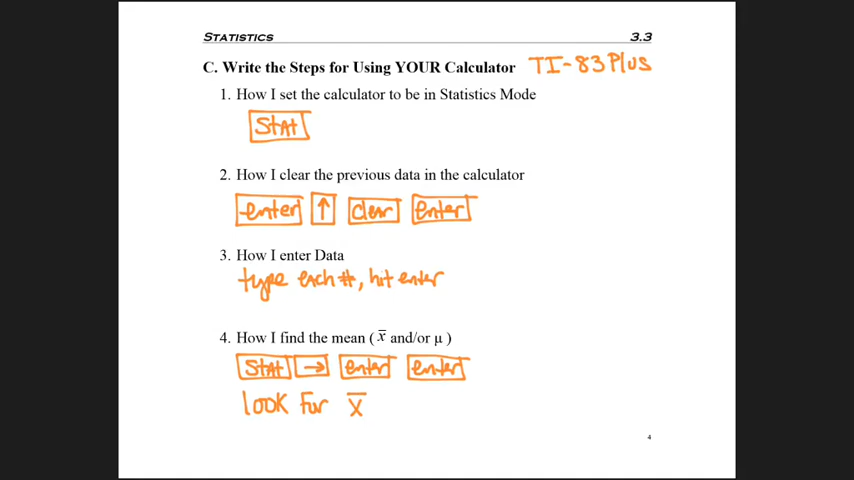 STATISTICS 3.3
C. Write the Steps for Using YOUR Calculator TI-83 Plus
1. How I set the calculator to be in Statistics Mode
Stat
2. How I clear the previous data in the calculator
enter ↑ clear enter
3. How I enter Data
type each #, hit enter
4. How I find the mean ( x̅ and/or μ )
Stat → enter enter
look for x̅
4